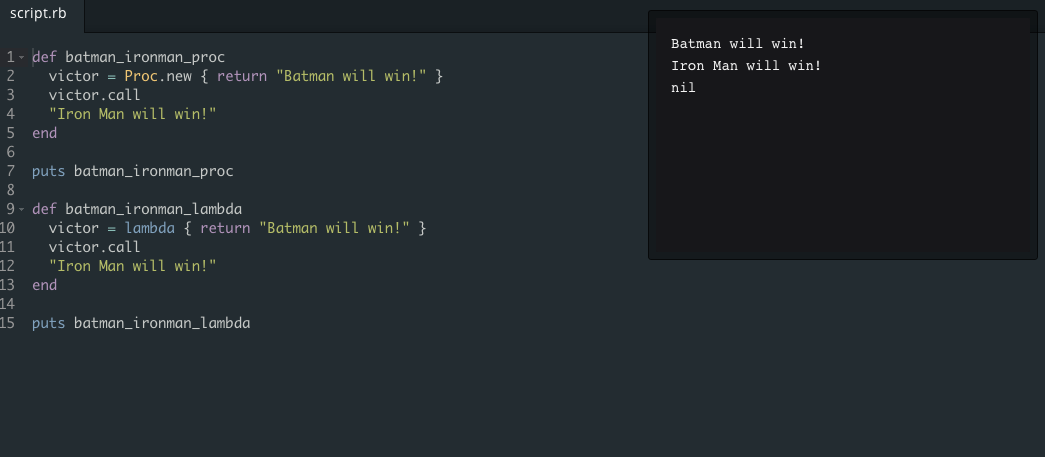 script.rb
1 def batman_ironman_proc
2   victor = Proc.new { return "Batman will win!" }
3   victor.call
4   "Iron Man will win!"
5 end
6
7 puts batman_ironman_proc
8
9 def batman_ironman_lambda
10   victor = lambda { return "Batman will win!" }
11   victor.call
12   "Iron Man will win!"
13 end
14
15 puts batman_ironman_lambda
Batman will win!
Iron Man will win!
nil